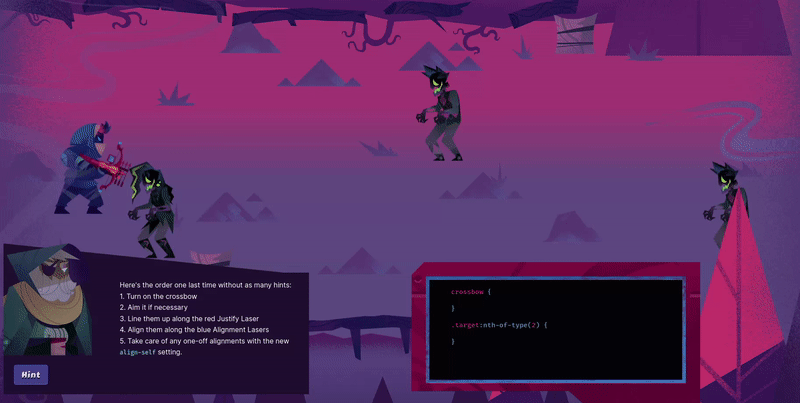 Here's the order one last time without as many hints:
1. Turn on the crossbow
2. Aim it if necessary
3. Line them up along the red Justify Laser
4. Align them along the blue Alignment Lasers
5. Take care of any one-off alignments with the new
align-self setting.
Hint
crossbow {
}
.target:nth-of-type(2) {
}